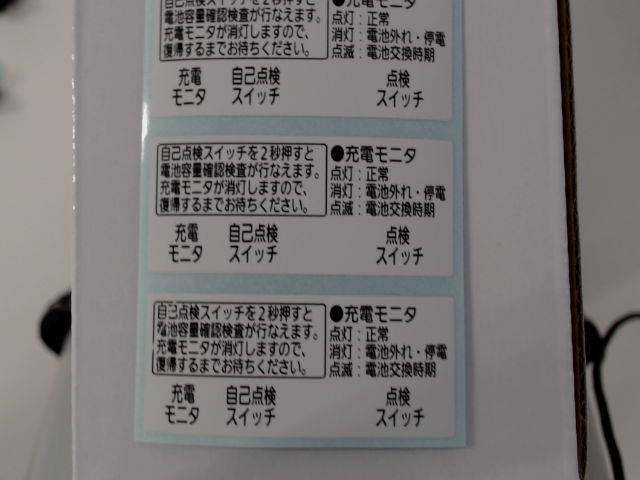 自己点検スイッチを2秒押すと
電池容量確認検査が行なえます。
充電モニタが消灯しますので、
復帰するまでお待ちください。
●充電モニタ
点灯：正常
消灯：電池外れ・停電
点滅：電池交換時期
充電
モニタ
自己点検
スイッチ
点検
スイッチ
自己点検スイッチを2秒押すと
電池容量確認検査が行なえます。
充電モニタが消灯しますので、
復帰するまでお待ちください。
●充電モニタ
点灯：正常
消灯：電池外れ・停電
点滅：電池交換時期
充電
モニタ
自己点検
スイッチ
点検
スイッチ
自己点検スイッチを2秒押すと
電池容量確認検査が行なえます。
充電モニタが消灯しますので、
復帰するまでお待ちください。
●充電モニタ
点灯：正常
消灯：電池外れ・停電
点滅：電池交換時期
充電
モニタ
自己点検
スイッチ
点検
スイッチ